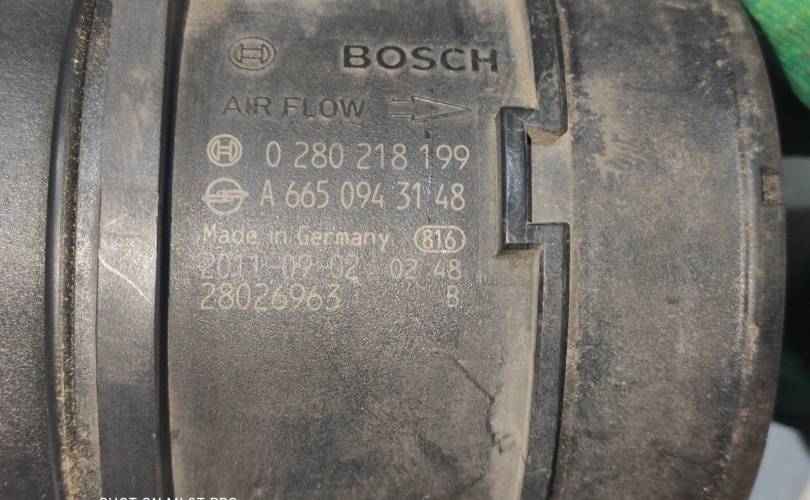 BOSCH
AIR FLOW
0 280 218 199
A 665 094 31 48
Made in Germany 816
2011-09-02 02 48
28026963 B